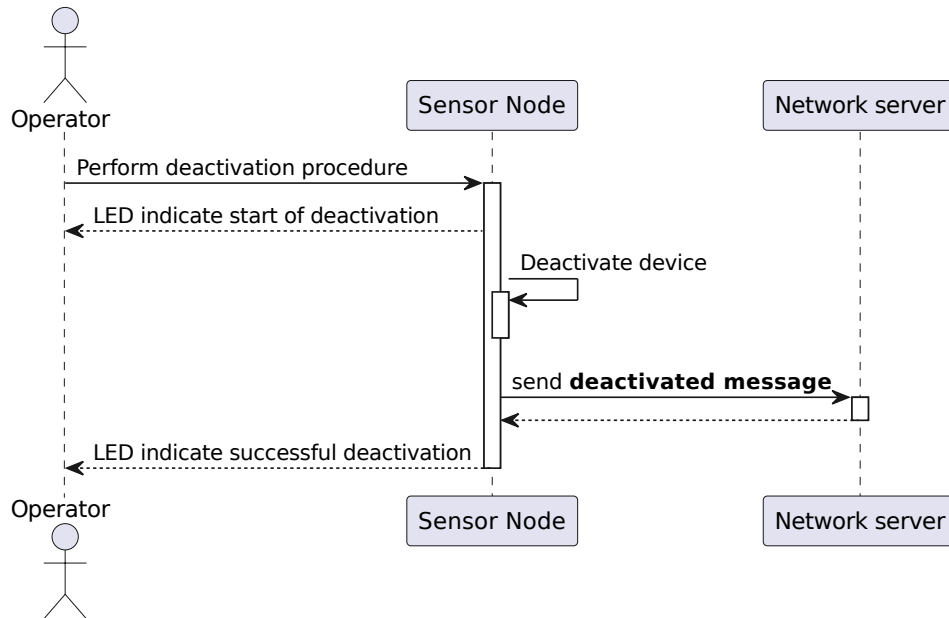 Operator
Sensor Node
Network server
Perform deactivation procedure
LED indicate start of deactivation
Deactivate device
send deactivated message
LED indicate successful deactivation
Operator
Sensor Node
Network server